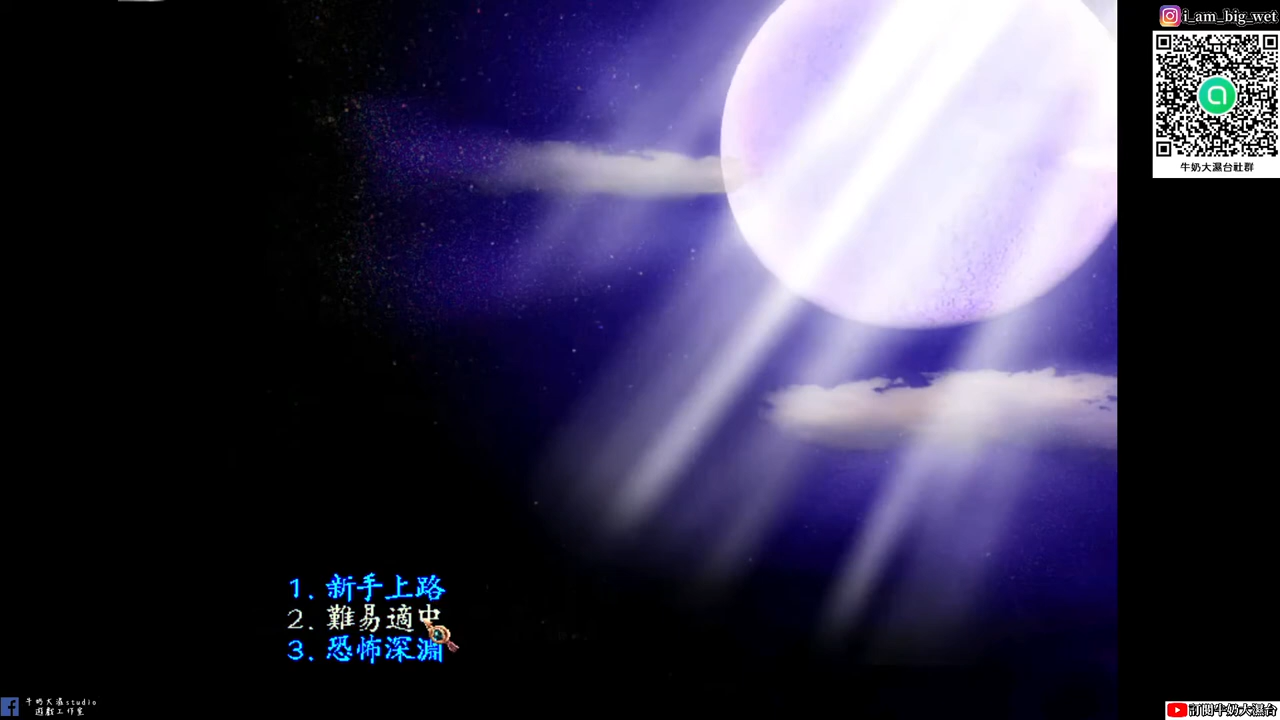 i_am_big_wet
牛奶大濕台社群
1. 新手上路
2. 難易適中
3. 恐怖深淵
牛奶大濕studio
遊戲工作室
訂閱牛奶大濕台